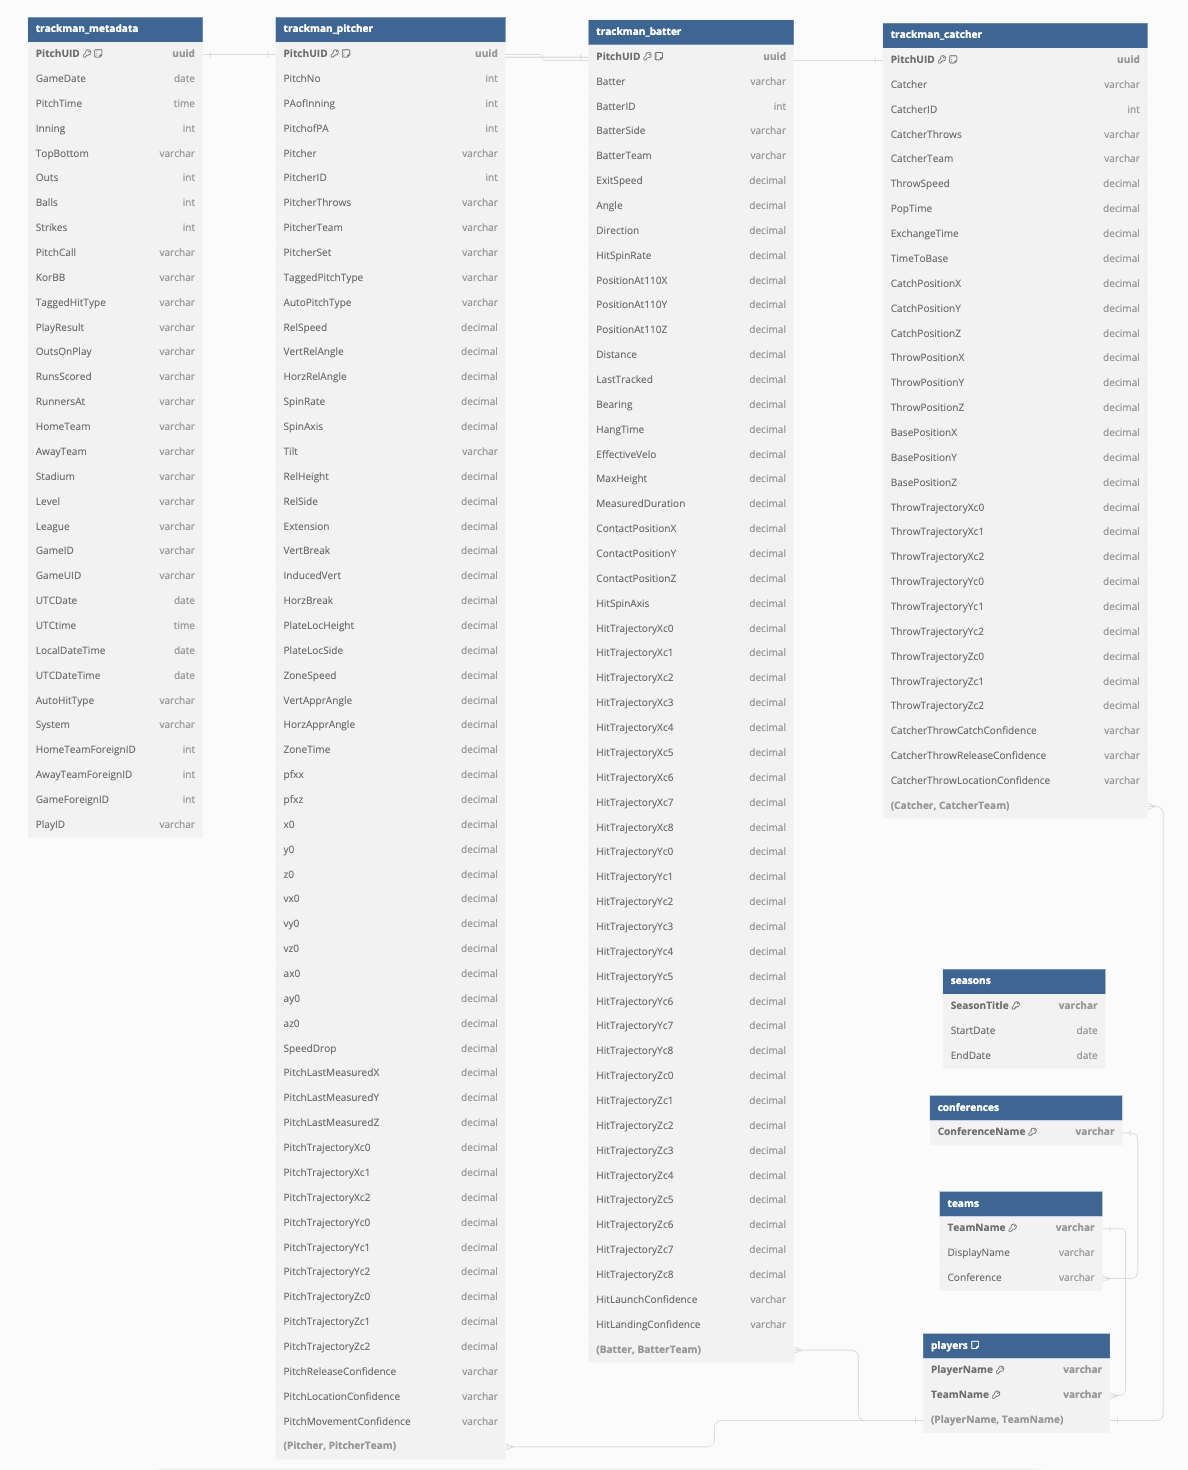 trackman_metadata
PitchUID uuid
GameDate date
PitchTime time
Inning int
TopBottom varchar
Outs int
Balls int
Strikes int
PitchCall varchar
KorBB varchar
TaggedHitType varchar
PlayResult varchar
OutsOnPlay varchar
RunsScored varchar
RunnersAt varchar
HomeTeam varchar
AwayTeam varchar
Stadium varchar
Level varchar
League varchar
GameID varchar
GameUID varchar
UTCDate date
UTCtime time
LocalDateTime date
UTCDateTime date
AutoHitType varchar
System varchar
HomeTeamForeignID int
AwayTeamForeignID int
GameForeignID int
PlayID varchar
trackman_pitcher
PitchUID uuid
PitchNo int
PAofInning int
PitchofPA int
Pitcher varchar
PitcherID int
PitcherThrows varchar
PitcherTeam varchar
PitcherSet varchar
TaggedPitchType varchar
AutoPitchType varchar
RelSpeed decimal
VertRelAngle decimal
HorzRelAngle decimal
SpinRate decimal
SpinAxis decimal
Tilt varchar
RelHeight decimal
RelSide decimal
Extension decimal
VertBreak decimal
InducedVert decimal
HorzBreak decimal
PlateLocHeight decimal
PlateLocSide decimal
ZoneSpeed decimal
VertApprAngle decimal
HorzApprAngle decimal
ZoneTime decimal
pfxx decimal
pfxz decimal
x0 decimal
y0 decimal
z0 decimal
vx0 decimal
vy0 decimal
vz0 decimal
ax0 decimal
ay0 decimal
az0 decimal
SpeedDrop decimal
PitchLastMeasuredX decimal
PitchLastMeasuredY decimal
PitchLastMeasuredZ decimal
PitchTrajectoryXc0 decimal
PitchTrajectoryXc1 decimal
PitchTrajectoryXc2 decimal
PitchTrajectoryYc0 decimal
PitchTrajectoryYc1 decimal
PitchTrajectoryYc2 decimal
PitchTrajectoryZc0 decimal
PitchTrajectoryZc1 decimal
PitchTrajectoryZc2 decimal
PitchReleaseConfidence varchar
PitchLocationConfidence varchar
PitchMovementConfidence varchar
(Pitcher, PitcherTeam)
trackman_batter
PitchUID uuid
Batter varchar
BatterID int
BatterSide varchar
BatterTeam varchar
ExitSpeed decimal
Angle decimal
Direction decimal
HitSpinRate decimal
PositionAt110X decimal
PositionAt110Y decimal
PositionAt110Z decimal
Distance decimal
LastTracked decimal
Bearing decimal
HangTime decimal
EffectiveVelo decimal
MaxHeight decimal
MeasuredDuration decimal
ContactPositionX decimal
ContactPositionY decimal
ContactPositionZ decimal
HitSpinAxis decimal
HitTrajectoryXc0 decimal
HitTrajectoryXc1 decimal
HitTrajectoryXc2 decimal
HitTrajectoryXc3 decimal
HitTrajectoryXc4 decimal
HitTrajectoryXc5 decimal
HitTrajectoryXc6 decimal
HitTrajectoryXc7 decimal
HitTrajectoryXc8 decimal
HitTrajectoryYc0 decimal
HitTrajectoryYc1 decimal
HitTrajectoryYc2 decimal
HitTrajectoryYc3 decimal
HitTrajectoryYc4 decimal
HitTrajectoryYc5 decimal
HitTrajectoryYc6 decimal
HitTrajectoryYc7 decimal
HitTrajectoryYc8 decimal
HitTrajectoryZc0 decimal
HitTrajectoryZc1 decimal
HitTrajectoryZc2 decimal
HitTrajectoryZc3 decimal
HitTrajectoryZc4 decimal
HitTrajectoryZc5 decimal
HitTrajectoryZc6 decimal
HitTrajectoryZc7 decimal
HitTrajectoryZc8 decimal
HitLaunchConfidence varchar
HitLandingConfidence varchar
(Batter, BatterTeam)
trackman_catcher
PitchUID uuid
Catcher varchar
CatcherID int
CatcherThrows varchar
CatcherTeam varchar
ThrowSpeed decimal
PopTime decimal
ExchangeTime decimal
TimeToBase decimal
CatchPositionX decimal
CatchPositionY decimal
CatchPositionZ decimal
ThrowPositionX decimal
ThrowPositionY decimal
ThrowPositionZ decimal
BasePositionX decimal
BasePositionY decimal
BasePositionZ decimal
ThrowTrajectoryXc0 decimal
ThrowTrajectoryXc1 decimal
ThrowTrajectoryXc2 decimal
ThrowTrajectoryYc0 decimal
ThrowTrajectoryYc1 decimal
ThrowTrajectoryYc2 decimal
ThrowTrajectoryZc0 decimal
ThrowTrajectoryZc1 decimal
ThrowTrajectoryZc2 decimal
CatcherThrowCatchConfidence varchar
CatcherThrowReleaseConfidence varchar
CatcherThrowLocationConfidence varchar
(Catcher, CatcherTeam)
seasons
SeasonTitle varchar
StartDate date
EndDate date
conferences
ConferenceName varchar
teams
TeamName varchar
DisplayName varchar
Conference varchar
players
PlayerName varchar
TeamName varchar
(PlayerName, TeamName)